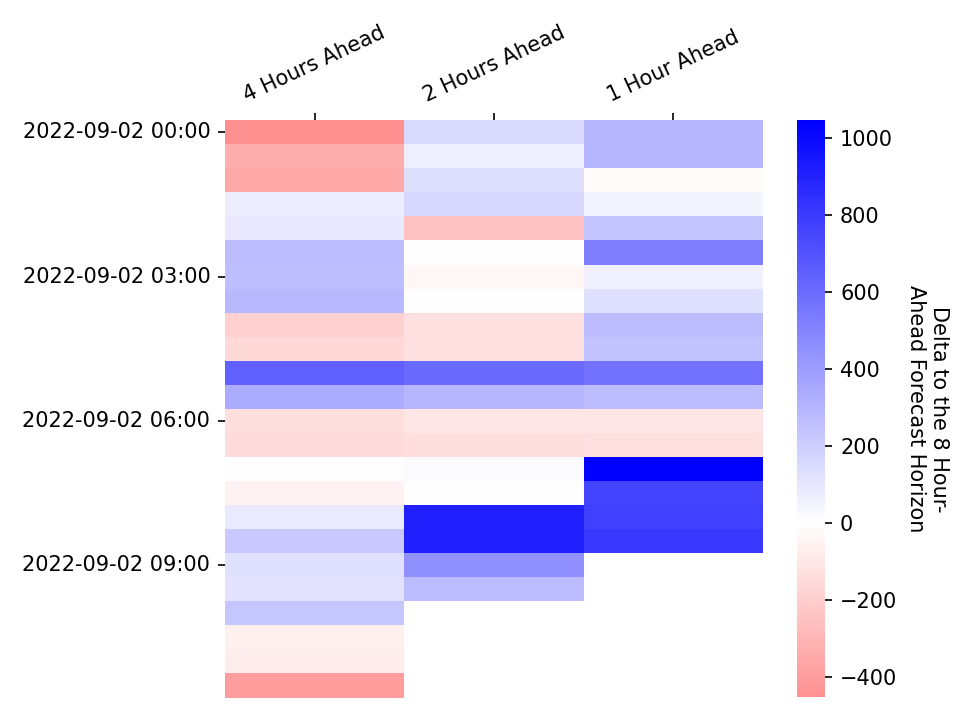 4 Hours Ahead
2 Hours Ahead
1 Hour Ahead
2022-09-02 00:00
2022-09-02 03:00
2022-09-02 06:00
2022-09-02 09:00
1000
800
600
400
200
0
−200
−400
Delta to the 8 Hour-
Ahead Forecast Horizon